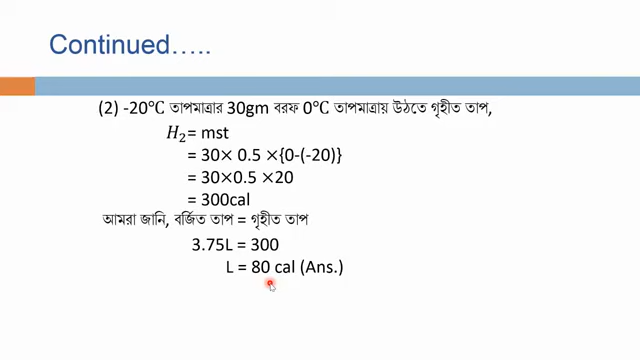 Continued…..
(2) -20℃ তাপমাত্রার 30gm বরফ 0℃ তাপমাত্রায় উঠতে গৃহীত তাপ,
H₂= mst
= 30× 0.5 ×{0-(-20)}
= 30×0.5 ×20
= 300cal
আমরা জানি, বর্জিত তাপ = গৃহীত তাপ
3.75L = 300
L = 80 cal (Ans.)